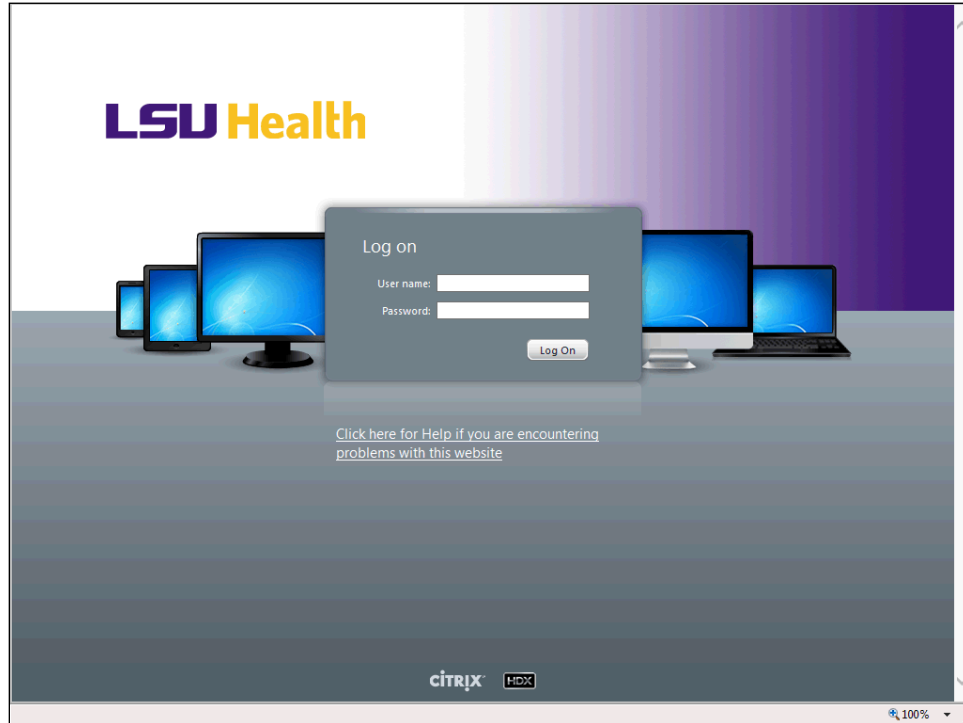 LSU Health
Log on
User name:
Password:
Log On
Click here for Help if you are encountering
problems with this website
CITRIX HDX
100%